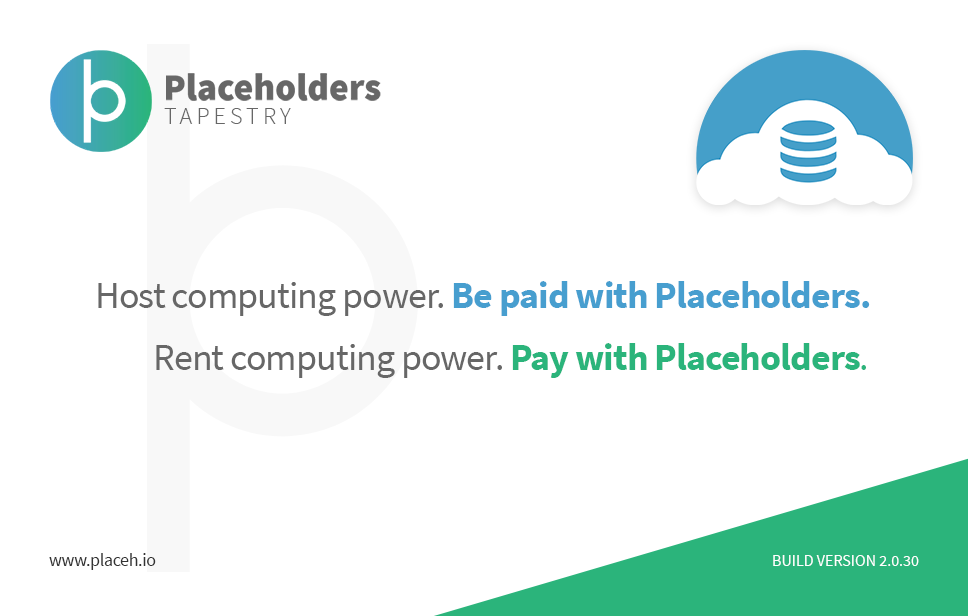 Placeholders
TAPESTRY
Host computing power. Be paid with Placeholders.
Rent computing power. Pay with Placeholders.
www.placeh.io
BUILD VERSION 2.0.30